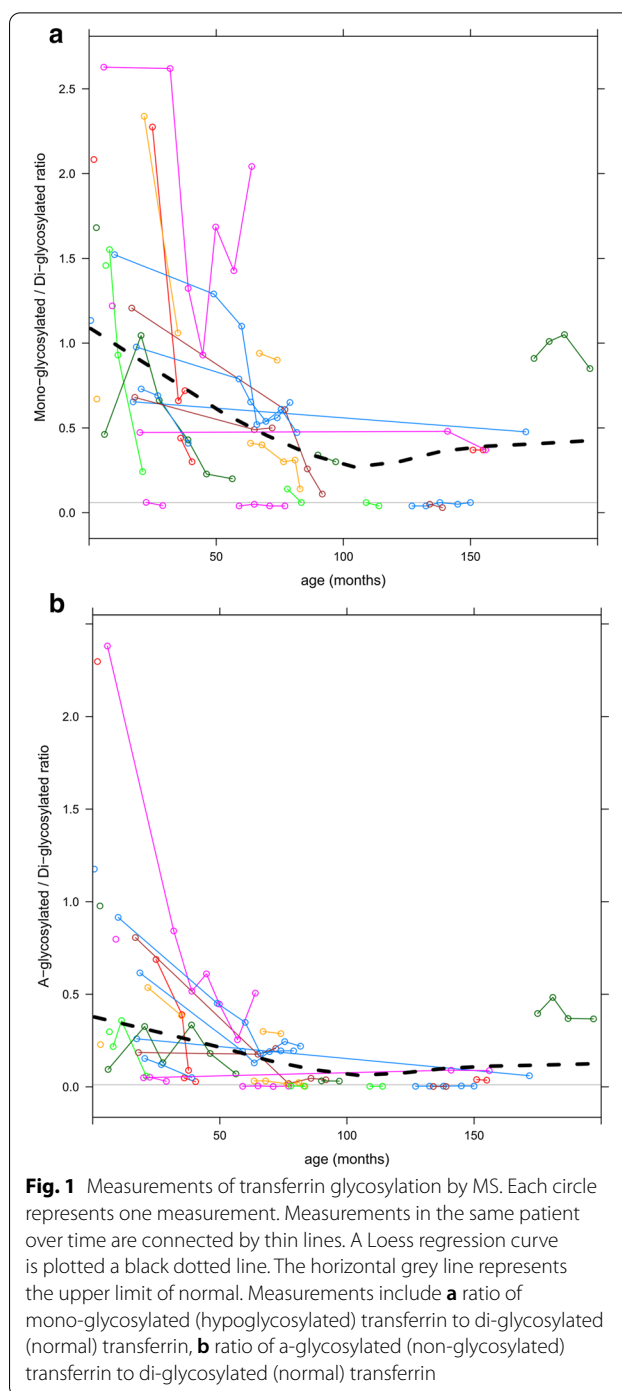 a
2.5
2.0
1.5
1.0
0.5
0.0
Mono−glycosylated / Di−glycosylated ratio
50
100
150
age (months)
b
2.0
1.5
1.0
0.5
0.0
A−glycosylated / Di−glycosylated ratio
50
100
150
age (months)
Fig. 1 Measurements of transferrin glycosylation by MS. Each circle
represents one measurement. Measurements in the same patient
over time are connected by thin lines. A Loess regression curve
is plotted a black dotted line. The horizontal grey line represents
the upper limit of normal. Measurements include a ratio of
mono-glycosylated (hypoglycosylated) transferrin to di-glycosylated
(normal) transferrin, b ratio of a-glycosylated (non-glycosylated)
transferrin to di-glycosylated (normal) transferrin